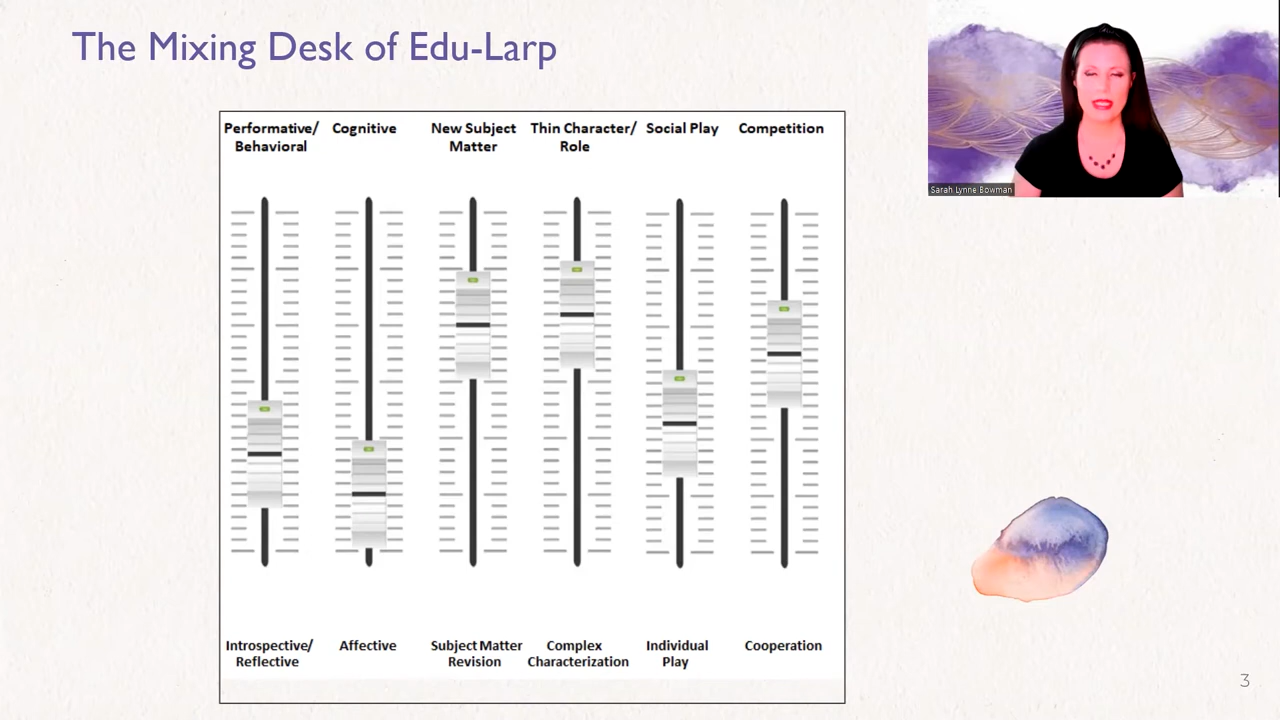 The Mixing Desk of Edu-Larp
Sarah Lynne Bowman
Performative/
Behavioral
Cognitive
New Subject
Matter
Thin Character/
Role
Social Play
Competition
Introspective/
Reflective
Affective
Subject Matter
Revision
Complex
Characterization
Individual
Play
Cooperation
3